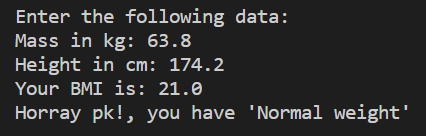 Enter the following data:
Mass in kg: 63.8
Height in cm: 174.2
Your BMI is: 21.0
Horray pk!, you have 'Normal weight'